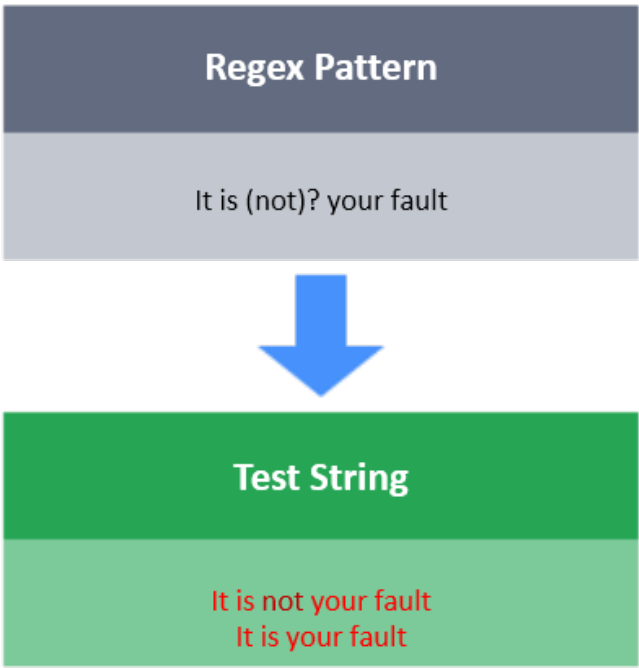 Regex Pattern
It is (not)? your fault
Test String
It is not your fault
It is your fault